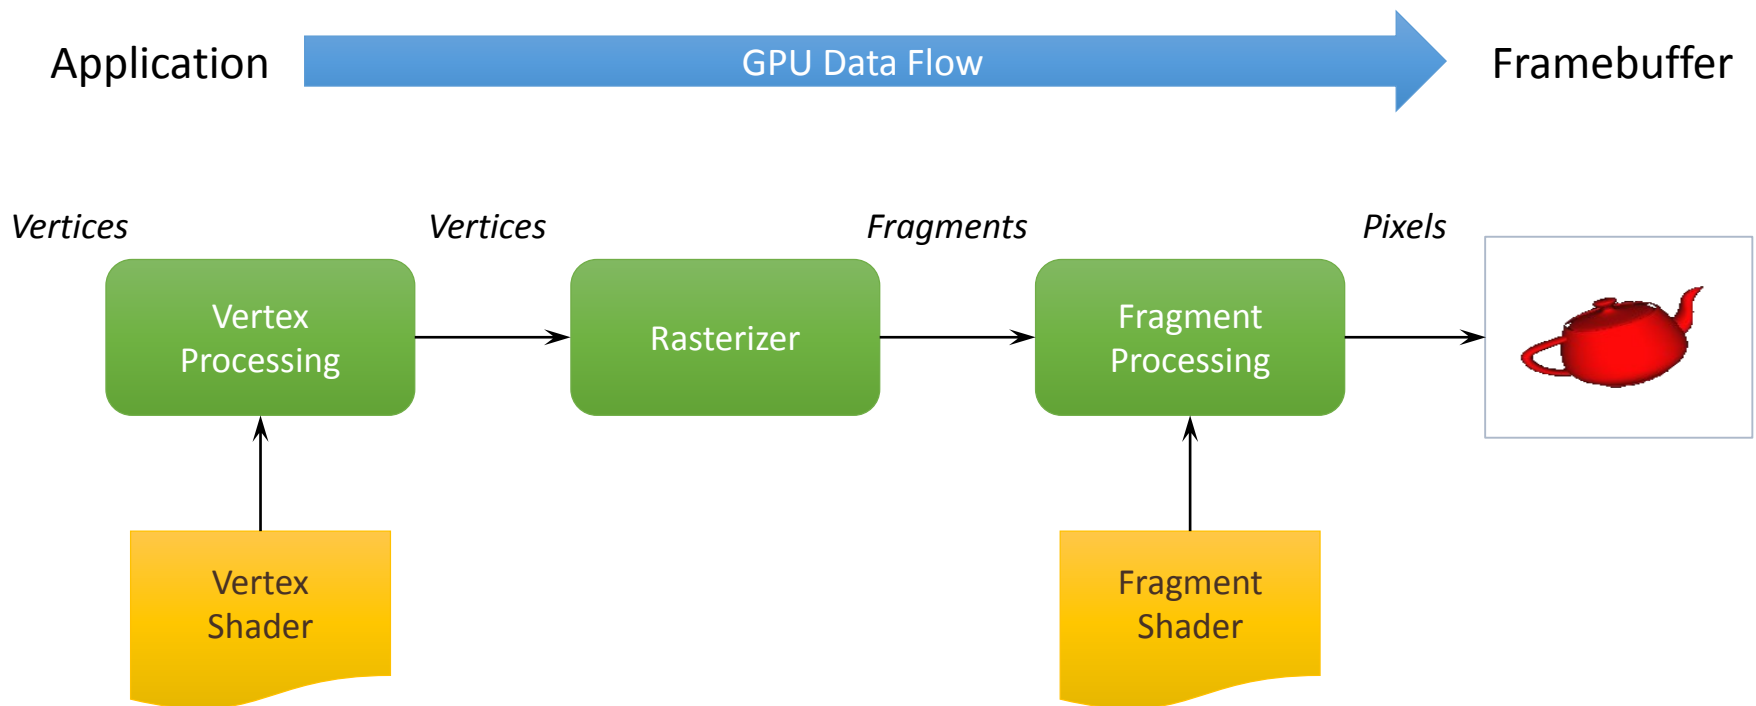 Application
GPU Data Flow
Framebuffer
Vertices
Vertices
Fragments
Pixels
Vertex
Processing
Rasterizer
Fragment
Processing
Vertex
Shader
Fragment
Shader